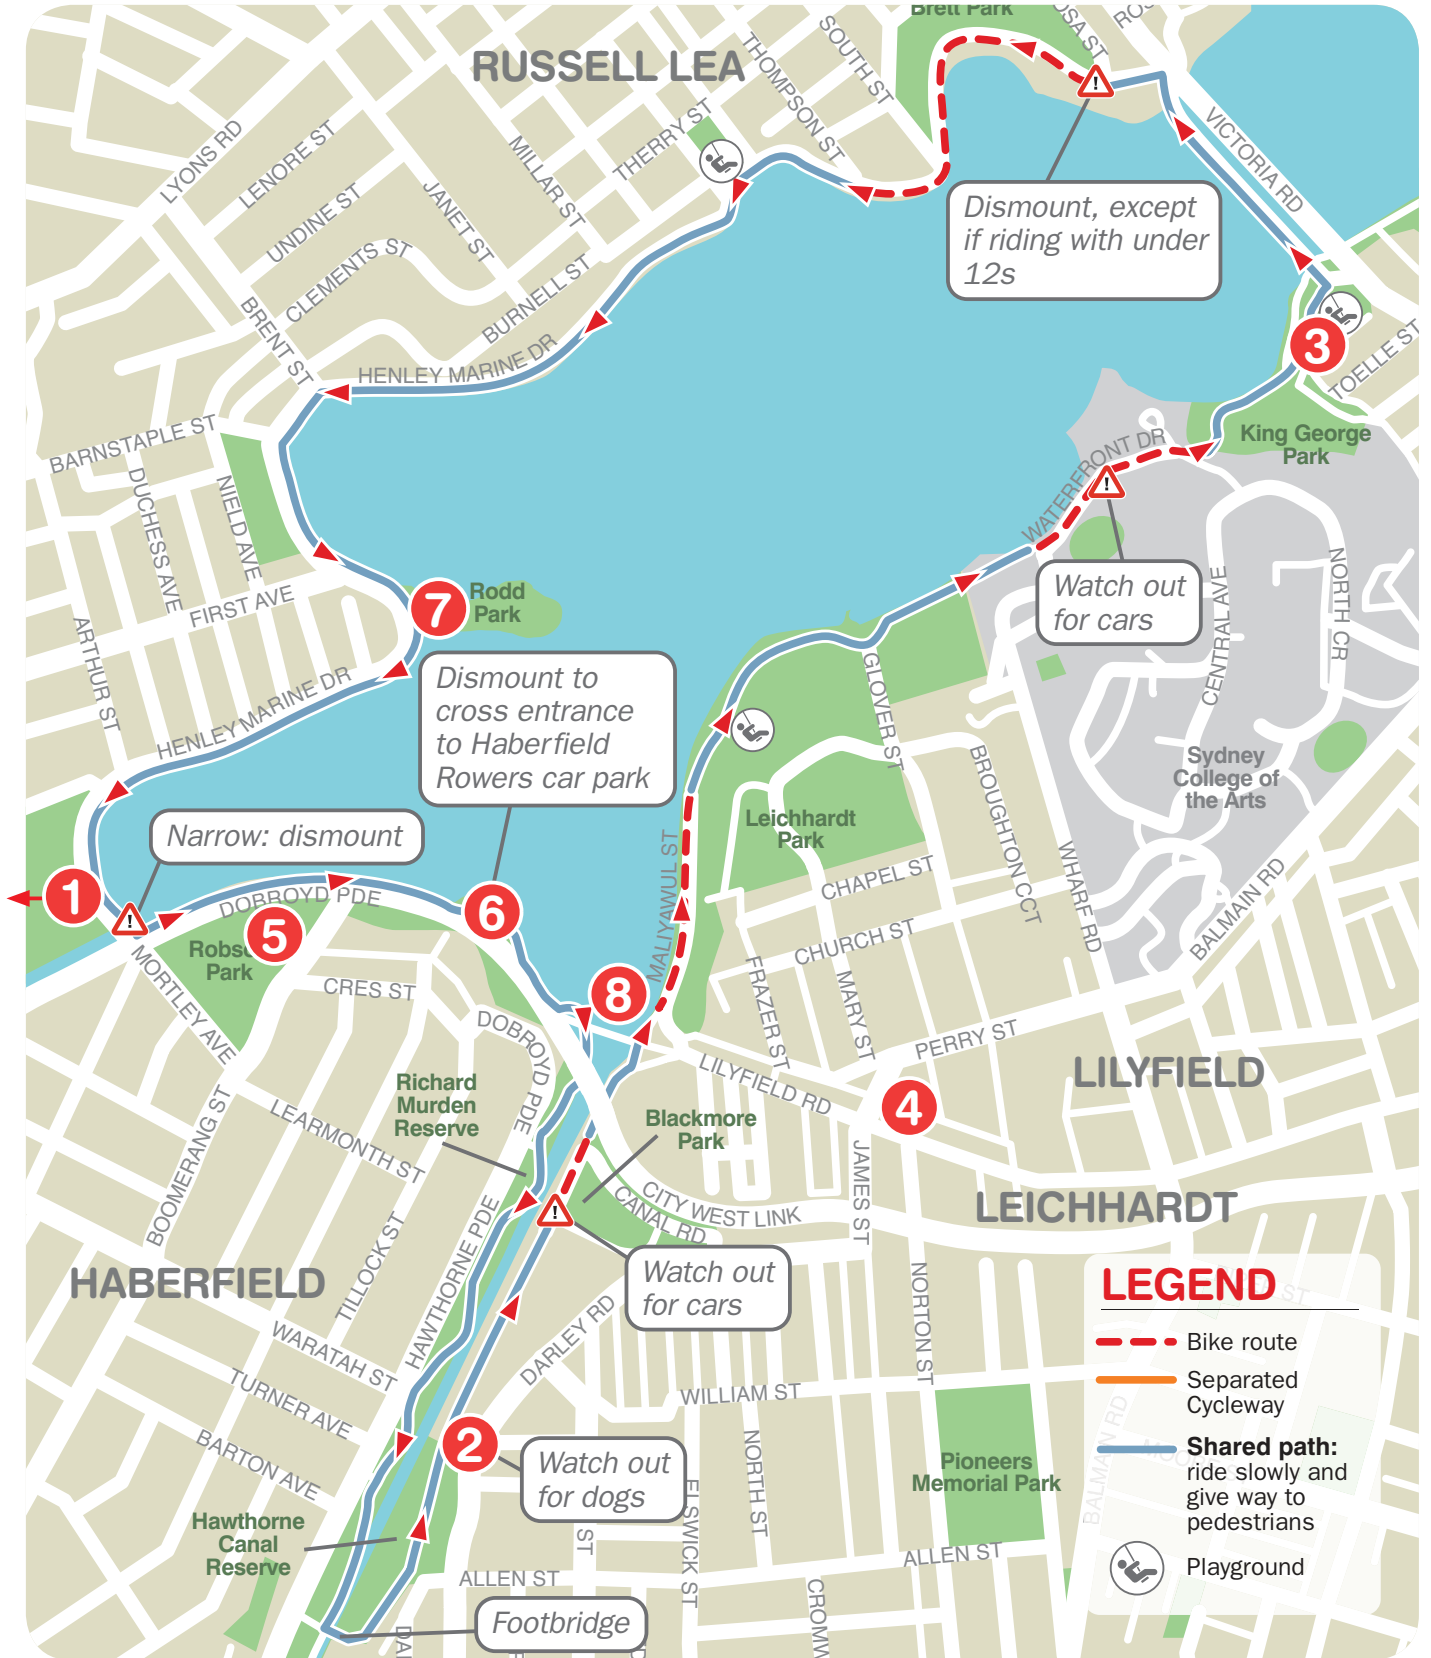 Brett Park
ROSA ST
RUSSELL LEA
SOUTH ST
THOMPSON ST
VICTORIA RD
LYONS RD
LENORE ST
THERRY ST
MILLAR ST
UNDINE ST
JANET ST
CLEMENTS ST
BURNELL ST
BRENT ST
HENLEY MARINE DR
Dismount, except
if riding with under
12s
3
TOELLE ST
King George
Park
WATERFRONT DR
BARNSTAPLE ST
DUCHESS AVE
NIELD AVE
FIRST AVE
ARTHUR ST
HENLEY MARINE DR
7
Rodd
Park
Watch out
for cars
CENTRAL AVE
NORTH CR
Dismount to
cross entrance
to Haberfield
Rowers car park
GLOVER ST
BROUGHTON CCT
WHARF RD
BALMAIN RD
Sydney
College of
the Arts
Leichhardt
Park
Narrow: dismount
1
DOBROYD PDE
5
6
8
Park
MALIYAWUL ST
CHAPEL ST
CHURCH ST
FRAZER ST
MARY ST
PERRY ST
MORTLEY AVE
CRES ST
DOBROYD PDE
LILYFIELD RD
LILYFIELD
4
Richard
Murden
Reserve
Blackmore
Park
LEARMONTH ST
BOOMERANG ST
TILLOCK ST
HAWTHORNE PDE
CITY WEST LINK
CANAL RD
JAMES ST
LEICHHARDT
HABERFIELD
Watch out
for cars
DARLEY RD
NORTON ST
WARATAH ST
TURNER AVE
BARTON AVE
WILLIAM ST
2
Watch out
for dogs
NORTH ST
ELSWICK ST
ST
Pioneers
Memorial Park
Hawthorne
Canal
Reserve
ALLEN ST
ALLEN ST
Footbridge
CROMW
BALMAIN RD
LEGEND
Bike route
Separated
Cycleway
Shared path:
ride slowly and
give way to
pedestrians
Playground